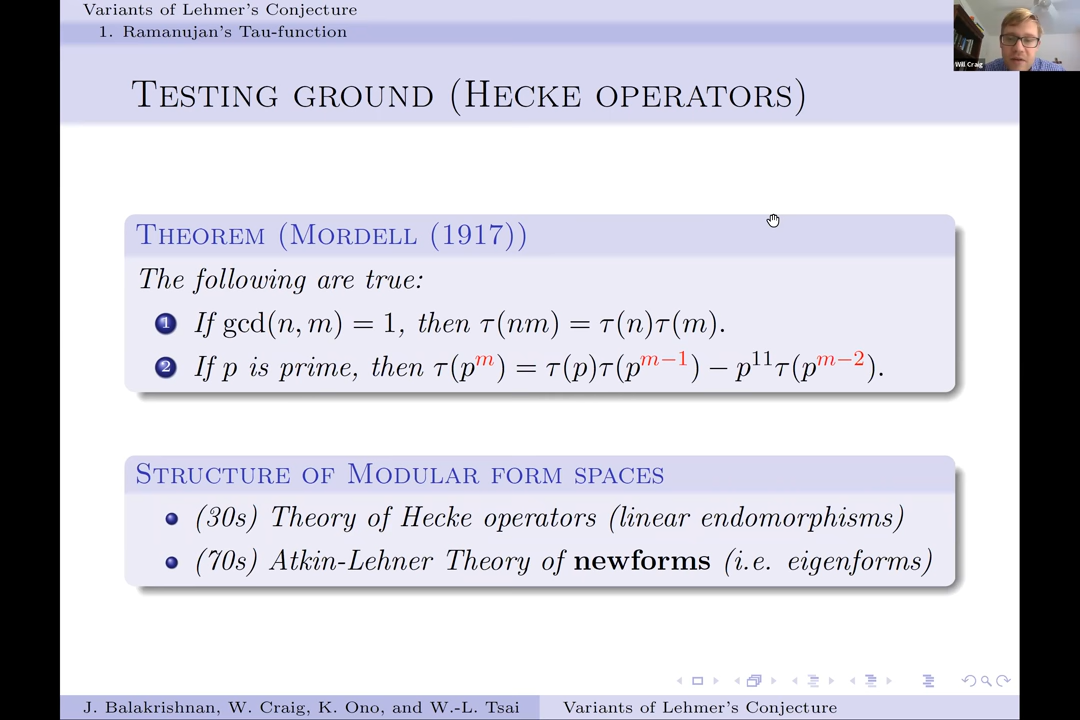 Variants of Lehmer's Conjecture
1. Ramanujan's Tau-function
Will Craig
Testing ground (Hecke operators)
Theorem (Mordell (1917))
The following are true:
1 If gcd(n, m) = 1, then τ(nm) = τ(n)τ(m).
2 If p is prime, then τ(p^m) = τ(p)τ(p^{m−1}) − p^{11}τ(p^{m−2}).
Structure of Modular form spaces
• (30s) Theory of Hecke operators (linear endomorphisms)
• (70s) Atkin-Lehner Theory of newforms (i.e. eigenforms)
J. Balakrishnan, W. Craig, K. Ono, and W.-L. Tsai
Variants of Lehmer's Conjecture